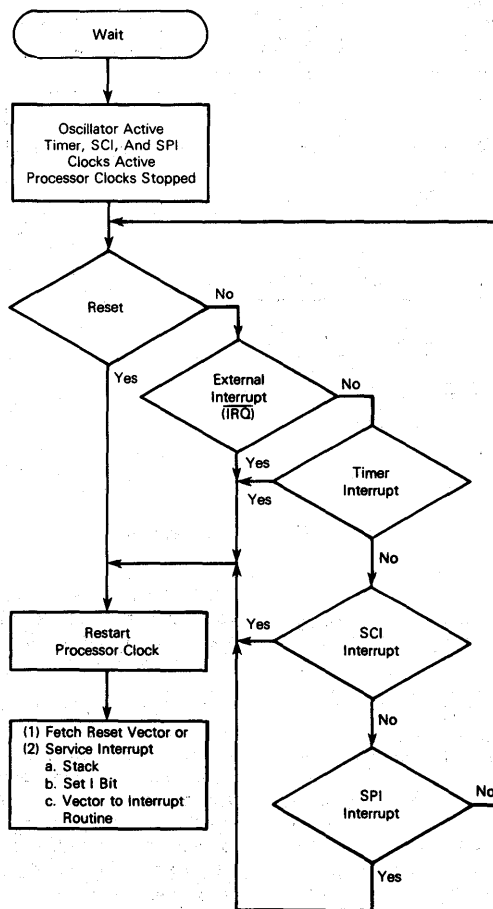 Wait
Oscillator Active
Timer, SCI, And SPI
Clocks Active
Processor Clocks Stopped
Reset
No
Yes
External
Interrupt
(IRQ)
No
Yes
Timer
Interrupt
Yes
No
SCI
Interrupt
Yes
No
Restart
Processor Clock
(1) Fetch Reset Vector or
(2) Service Interrupt
a. Stack
b. Set I Bit
c. Vector to Interrupt
Routine
SPI
Interrupt
No
Yes